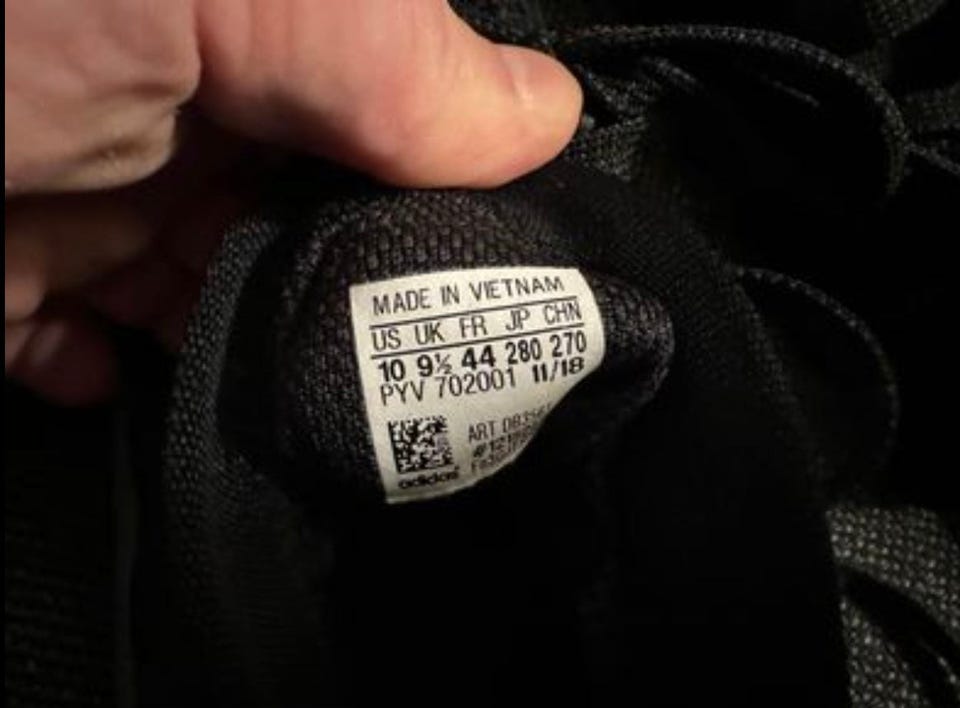 MADE IN VIETNAM
US UK FR JP CHN
10 9½ 44 280 270
PYV 702001 11/18
ART
adidas